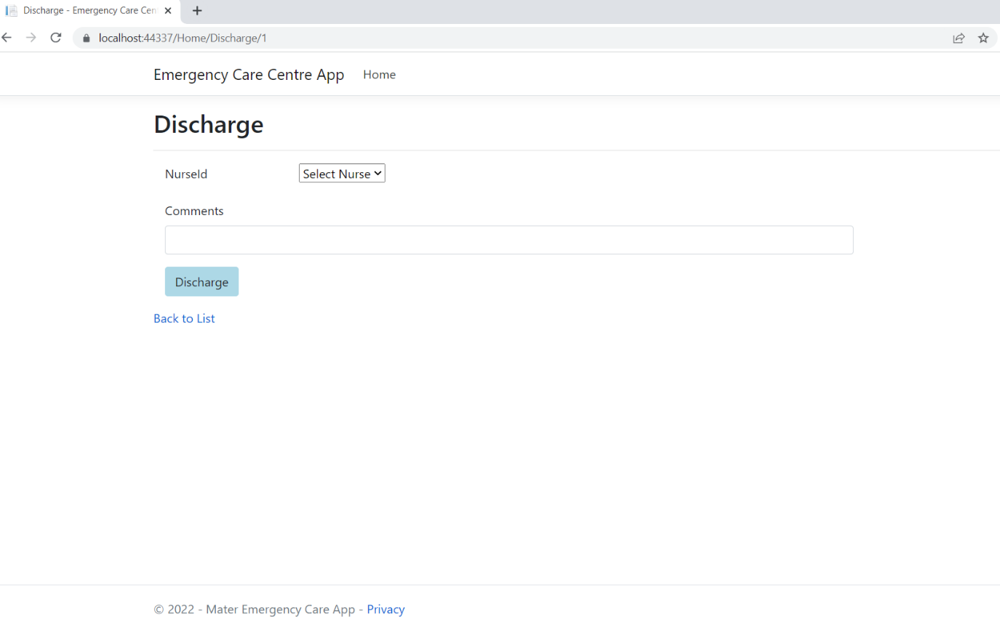 Discharge - Emergency Care Cen
localhost:44337/Home/Discharge/1
Emergency Care Centre App Home
Discharge
NurseId Select Nurse
Comments
Discharge
Back to List
© 2022 - Mater Emergency Care App - Privacy